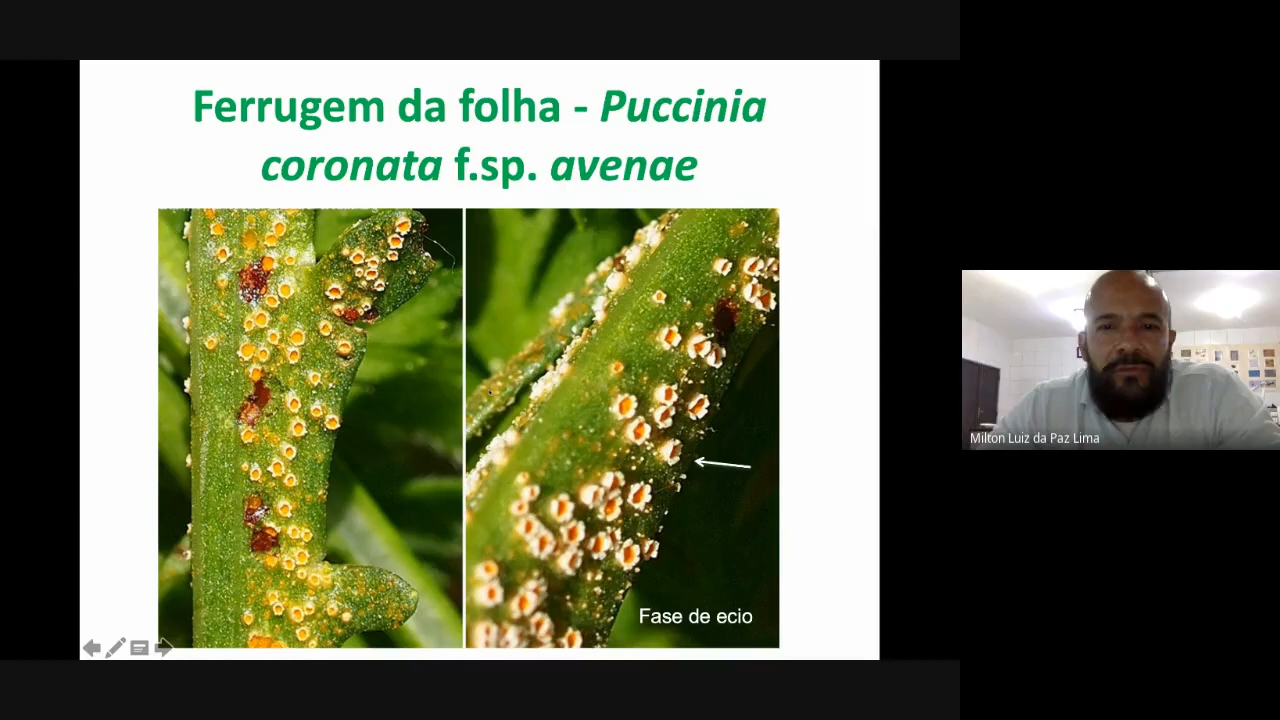 Ferrugem da folha - Puccinia
coronata f.sp. avenae
Fase de ecio
Milton Luiz da Paz Lima